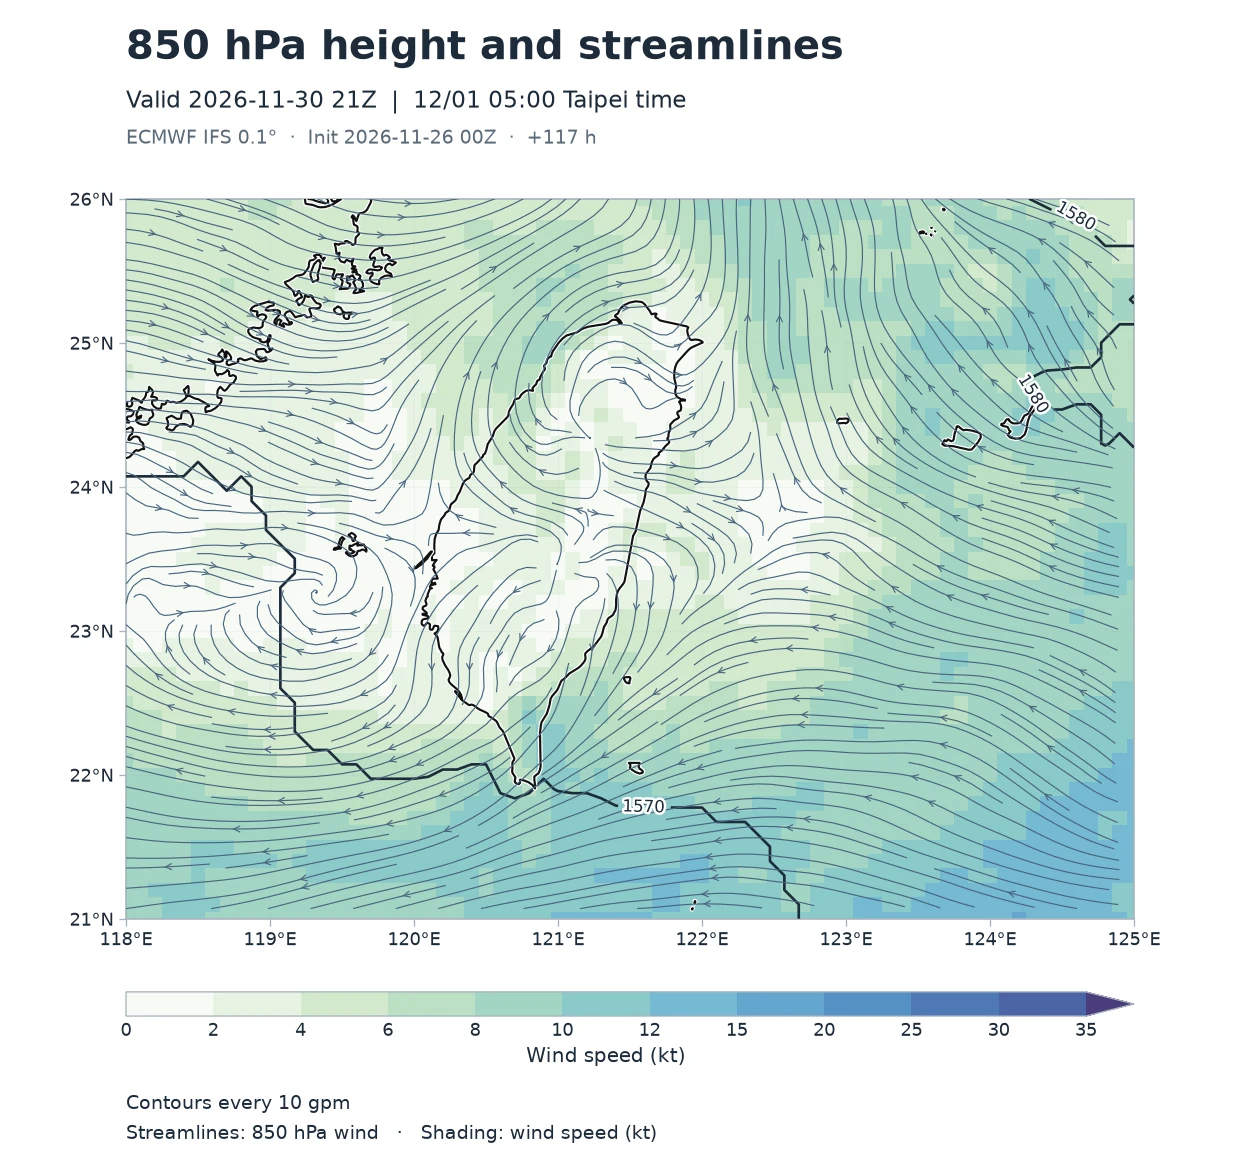 850 hPa height and streamlines
Valid 2026-11-30 21Z | 12/01 05:00 Taipei time
ECMWF IFS 0.1° · Init 2026-11-26 00Z · +117 h
26°N
1580
25°N
1580
24°N
23°N
22°N
1570
21°N
118°E 119°E 120°E 121°E 122°E 123°E 124°E 125°E
0 2 4 6 8 10 12 15 20 25 30 35
Wind speed (kt)
Contours every 10 gpm
Streamlines: 850 hPa wind · Shading: wind speed (kt)